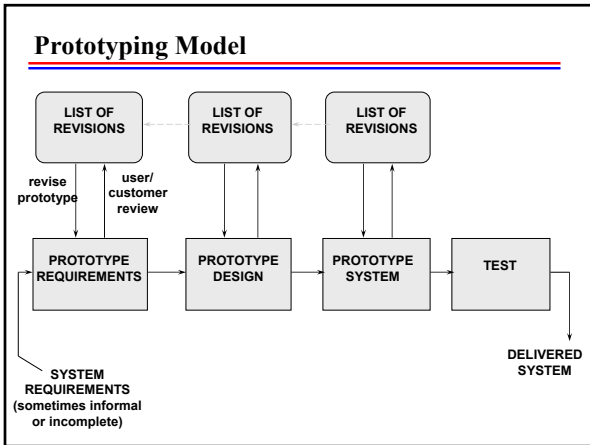 Prototyping Model
LIST OF
REVISIONS
LIST OF
REVISIONS
LIST OF
REVISIONS
revise
prototype
user/
customer
review
PROTOTYPE
REQUIREMENTS
PROTOTYPE
DESIGN
PROTOTYPE
SYSTEM
TEST
SYSTEM
REQUIREMENTS
(sometimes informal
or incomplete)
DELIVERED
SYSTEM